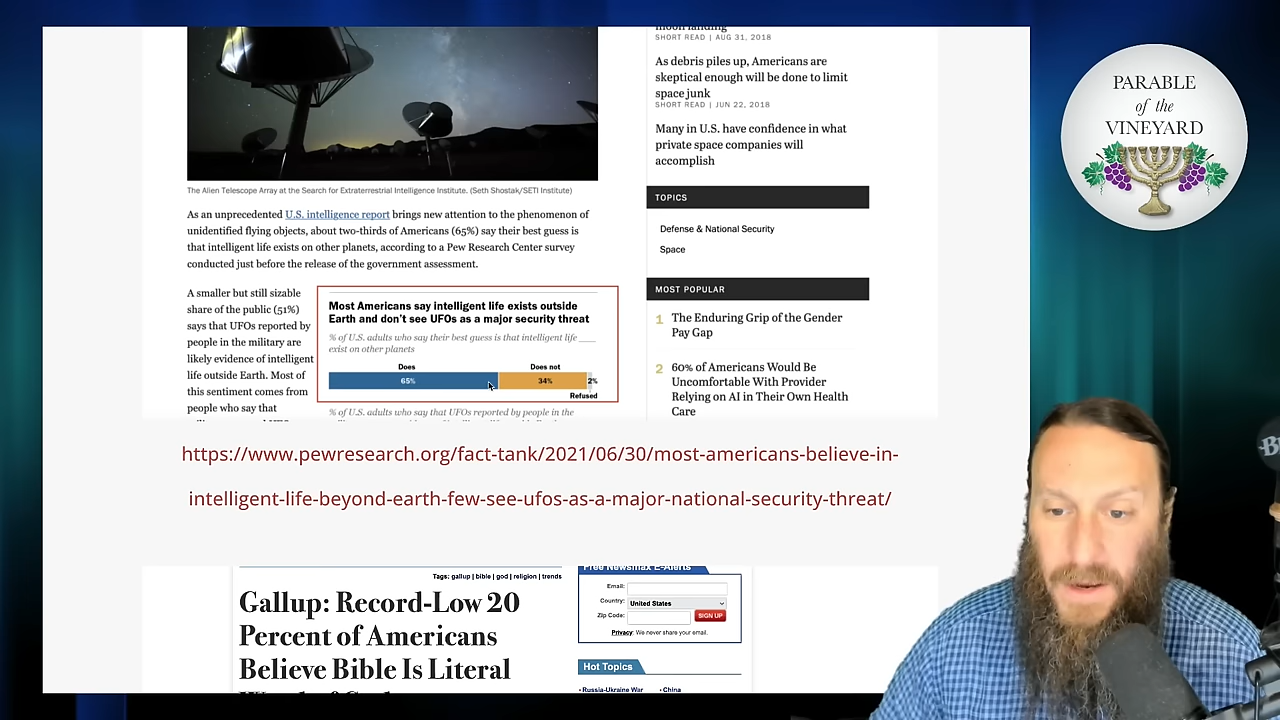 SHORT READ | AUG 31, 2018
As debris piles up, Americans are
skeptical enough will be done to limit
space junk
SHORT READ | JUN 22, 2018
Many in U.S. have confidence in what
private space companies will
accomplish
The Alien Telescope Array at the Search for Extraterrestrial Intelligence Institute. (Seth Shostak/SETI Institute)
As an unprecedented U.S. intelligence report brings new attention to the phenomenon of
unidentified flying objects, about two-thirds of Americans (65%) say their best guess is
that intelligent life exists on other planets, according to a Pew Research Center survey
conducted just before the release of the government assessment.
A smaller but still sizable
share of the public (51%)
says that UFOs reported by
people in the military are
likely evidence of intelligent
life outside Earth. Most of
this sentiment comes from
people who say that
Most Americans say intelligent life exists outside
Earth and don't see UFOs as a major security threat
% of U.S. adults who say their best guess is that intelligent life ___
exist on other planets
Does
Does not
65%
34%
2%
Refused
% of U.S. adults who say that UFOs reported by people in the
TOPICS
Defense & National Security
Space
MOST POPULAR
1 The Enduring Grip of the Gender
Pay Gap
2 60% of Americans Would Be
Uncomfortable With Provider
Relying on AI in Their Own Health
Care
https://www.pewresearch.org/fact-tank/2021/06/30/most-americans-believe-in-
intelligent-life-beyond-earth-few-see-ufos-as-a-major-national-security-threat/
Tags: gallup | bible | god | religion | trends
Gallup: Record-Low 20
Percent of Americans
Believe Bible Is Literal
Free Newsmax E-Alerts
Email:
Country: United States
Zip Code: SIGN UP
Privacy: We never share your email.
Hot Topics
• Russia-Ukraine War • China
PARABLE
of the
VINEYARD